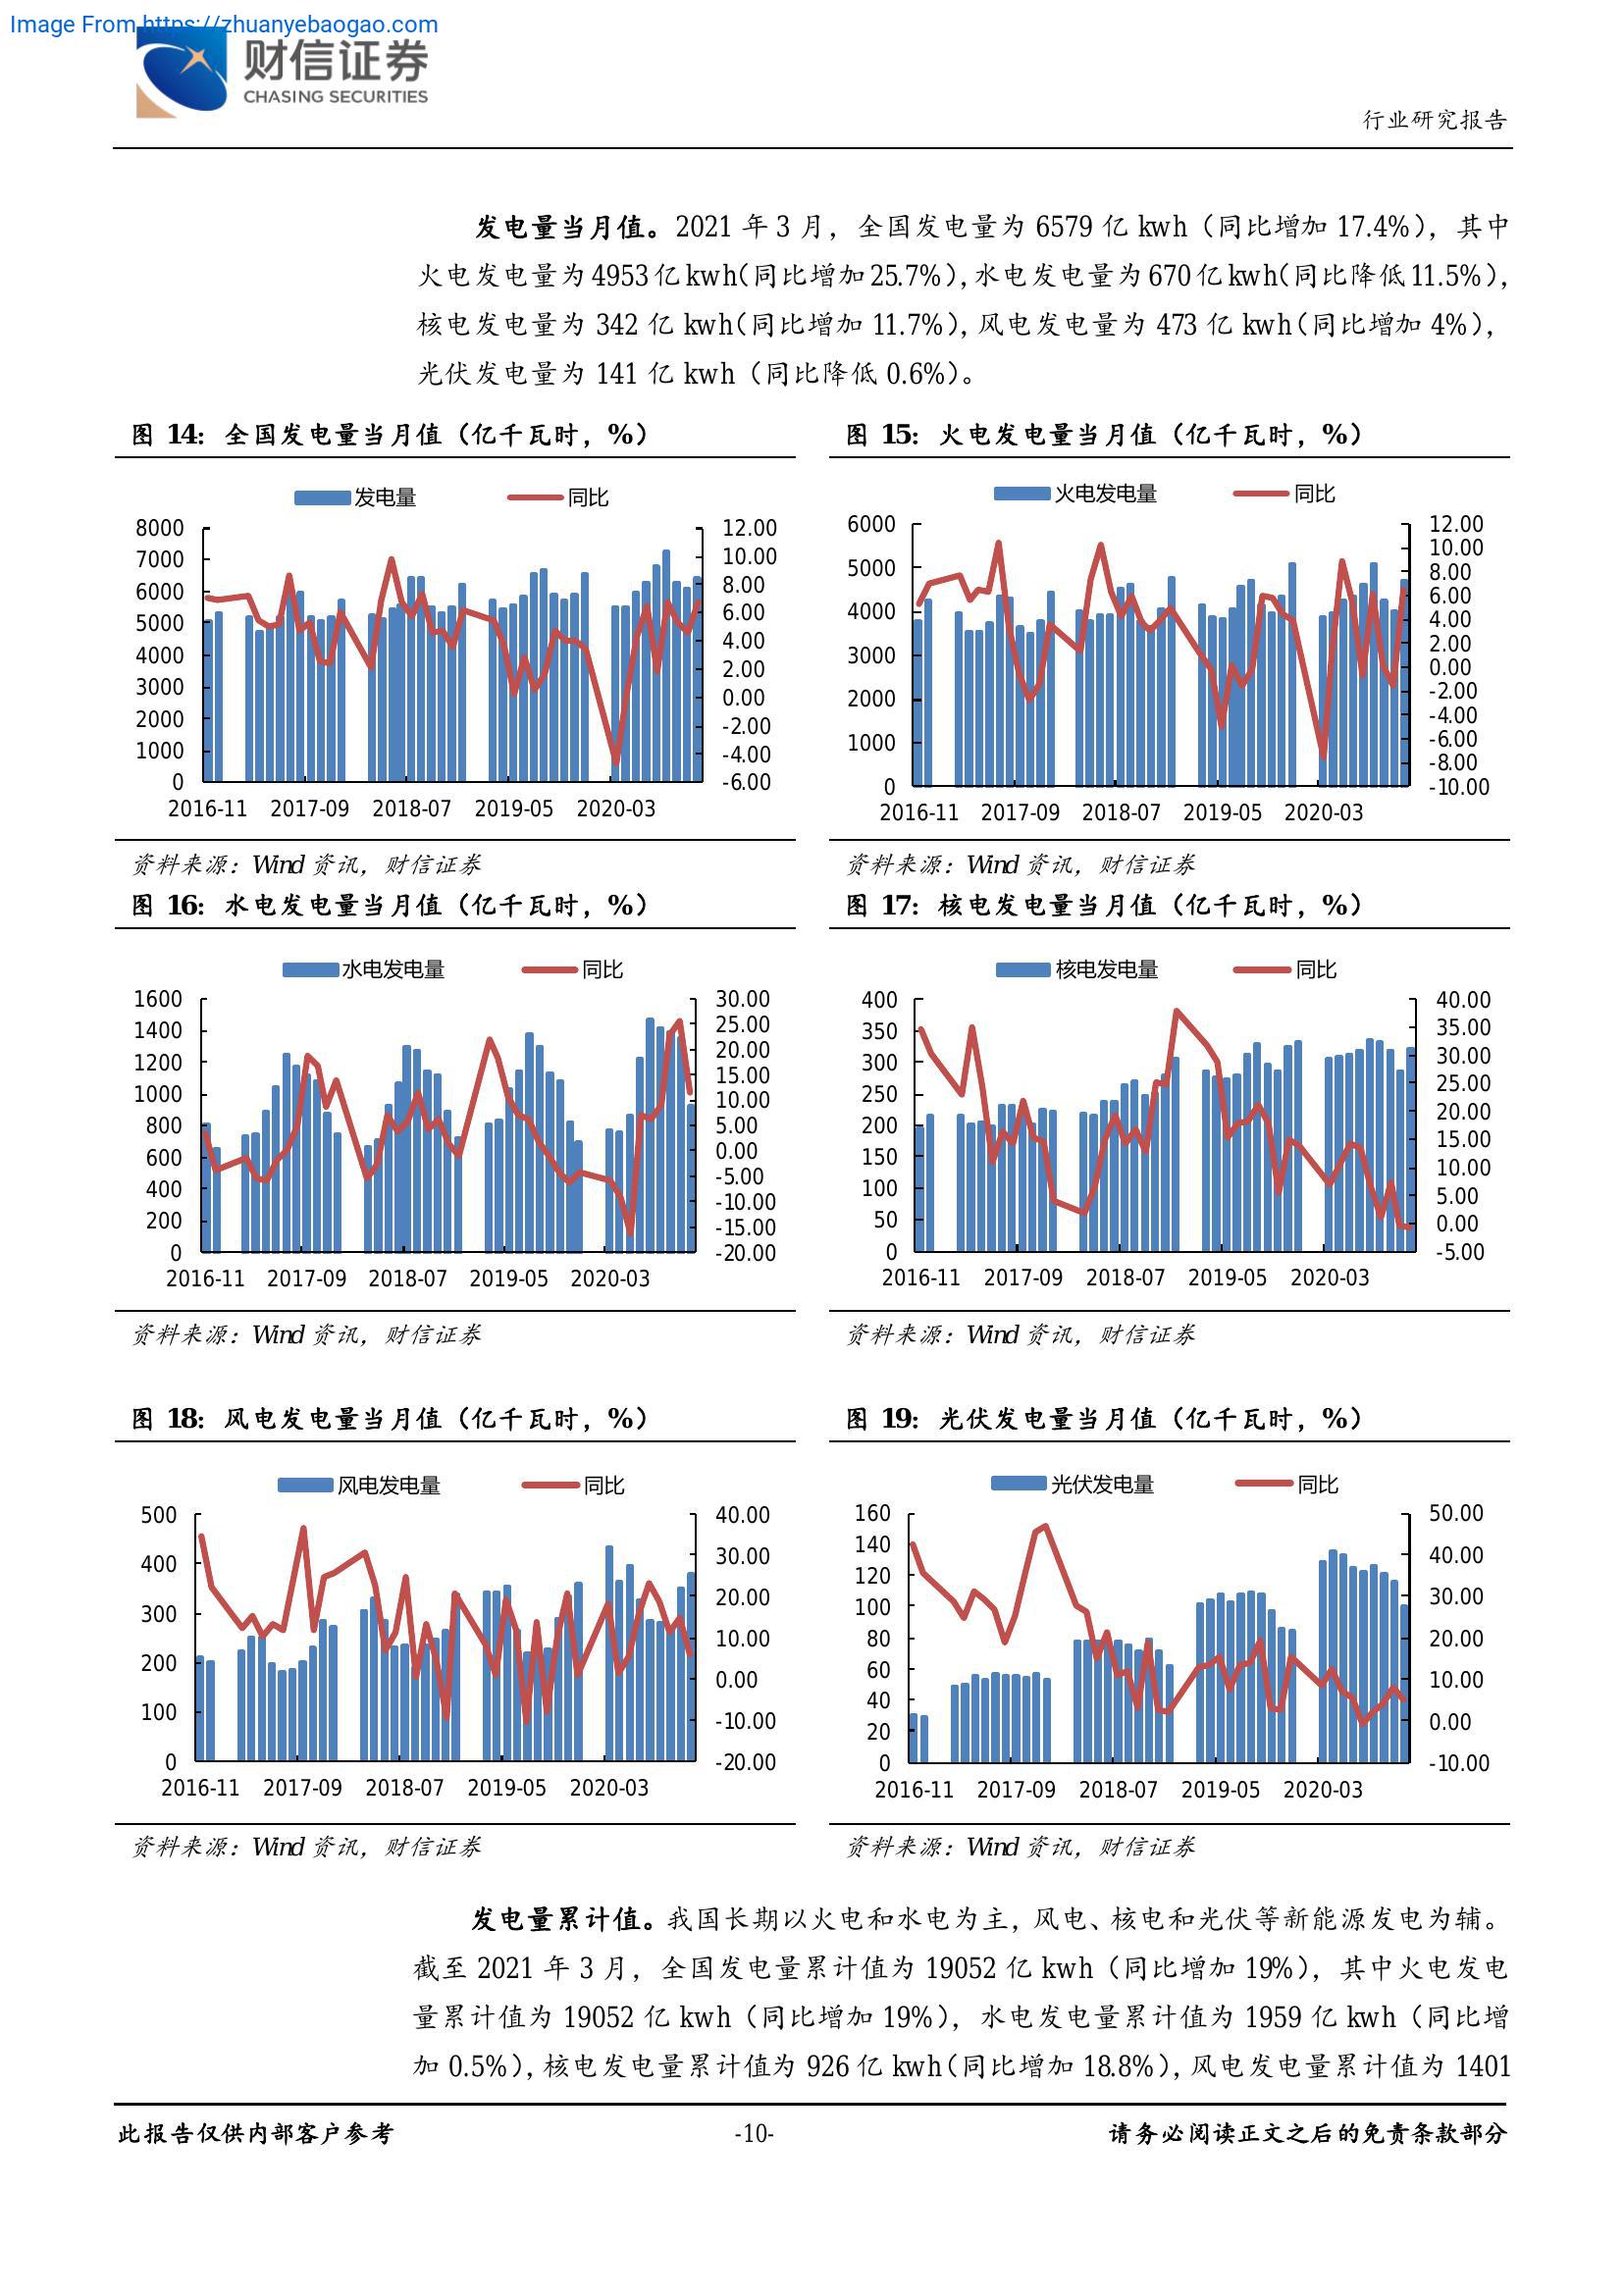 Image From https://zhuanyebaogao.com
财信证券
CHASING SECURITIES
行业研究报告
发电量当月值。2021 年 3 月，全国发电量为 6579 亿 kwh（同比增加 17.4%），其中
火电发电量为 4953 亿 kwh（同比增加 25.7%），水电发电量为 670 亿 kwh（同比降低 11.5%），
核电发电量为 342 亿 kwh（同比增加 11.7%），风电发电量为 473 亿 kwh（同比增加 4%），
光伏发电量为 141 亿 kwh（同比降低 0.6%）。
图 14：全国发电量当月值（亿千瓦时，%）
发电量 同比
8000 12.00
7000 10.00
6000 8.00
5000 6.00
4000 4.00
3000 2.00
2000 0.00
1000 -2.00
0 -4.00
-6.00
2016-11 2017-09 2018-07 2019-05 2020-03
资料来源：Wind 资讯，财信证券
图 15：火电发电量当月值（亿千瓦时，%）
火电发电量 同比
6000 12.00
5000 10.00
4000 8.00
3000 6.00
2000 4.00
1000 2.00
0 0.00
-2.00
-4.00
-6.00
-8.00
-10.00
2016-11 2017-09 2018-07 2019-05 2020-03
资料来源：Wind 资讯，财信证券
图 16：水电发电量当月值（亿千瓦时，%）
水电发电量 同比
1600 30.00
1400 25.00
1200 20.00
1000 15.00
800 10.00
600 5.00
400 0.00
200 -5.00
0 -10.00
-15.00
-20.00
2016-11 2017-09 2018-07 2019-05 2020-03
资料来源：Wind 资讯，财信证券
图 17：核电发电量当月值（亿千瓦时，%）
核电发电量 同比
400 40.00
350 35.00
300 30.00
250 25.00
200 20.00
150 15.00
100 10.00
50 5.00
0 0.00
-5.00
2016-11 2017-09 2018-07 2019-05 2020-03
资料来源：Wind 资讯，财信证券
图 18：风电发电量当月值（亿千瓦时，%）
风电发电量 同比
500 40.00
400 30.00
300 20.00
200 10.00
100 0.00
0 -10.00
-20.00
2016-11 2017-09 2018-07 2019-05 2020-03
资料来源：Wind 资讯，财信证券
图 19：光伏发电量当月值（亿千瓦时，%）
光伏发电量 同比
160 50.00
140 40.00
120 30.00
100 20.00
80 10.00
60 0.00
40 -10.00
20
0
2016-11 2017-09 2018-07 2019-05 2020-03
资料来源：Wind 资讯，财信证券
发电量累计值。我国长期以火电和水电为主，风电、核电和光伏等新能源发电为辅。
截至 2021 年 3 月，全国发电量累计值为 19052 亿 kwh（同比增加 19%），其中火电发电
量累计值为 19052 亿 kwh（同比增加 19%），水电发电量累计值为 1959 亿 kwh（同比增
加 0.5%），核电发电量累计值为 926 亿 kwh（同比增加 18.8%），风电发电量累计值为 1401
此报告仅供内部客户参考 -10- 请务必阅读正文之后的免责条款部分